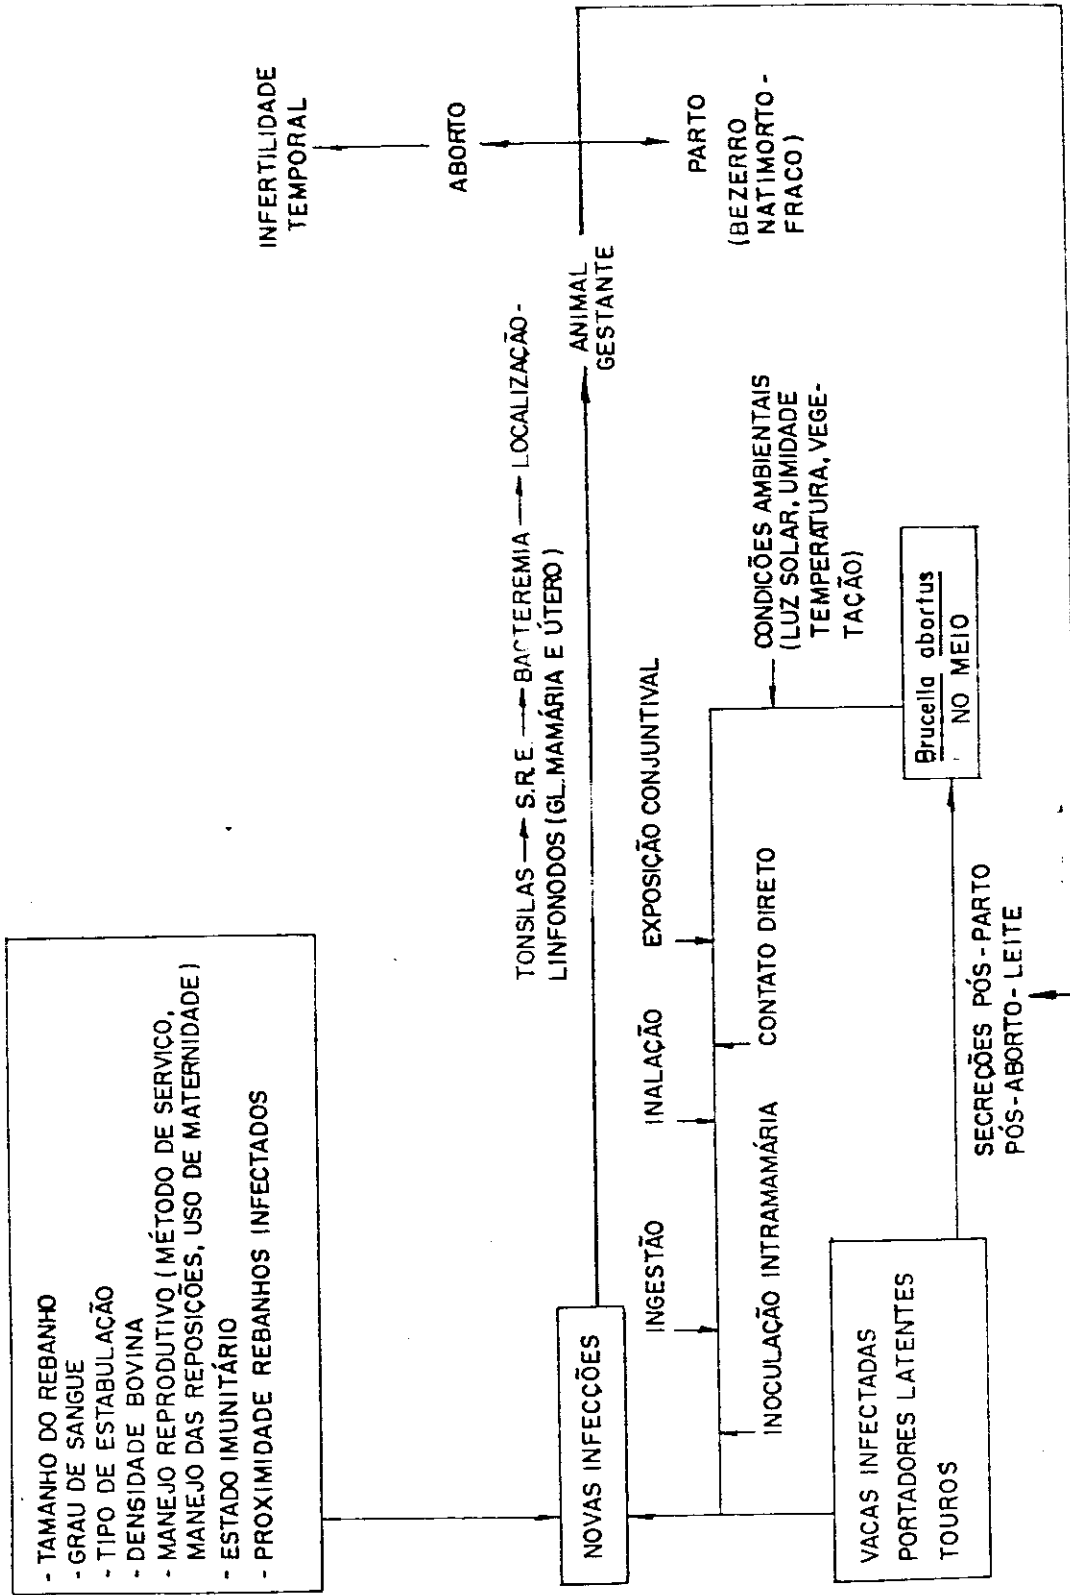 - TAMANHO DO REBANHO
- GRAU DE SANGUE
- TIPO DE ESTABULAÇÃO
- DENSIDADE BOVINA
- MANEJO REPRODUTIVO (MÉTODO DE SERVIÇO,
MANEJO DAS REPOSIÇÕES, USO DE MATERNIDADE)
- ESTADO IMUNITÁRIO
- PROXIMIDADE REBANHOS INFECTADOS
INFERTILIDADE
TEMPORAL
ABORTO
TONSILAS → S.R.E. → BACTEREMIA → LOCALIZAÇÃO -
LINFONODOS (GL. MAMÁRIA E ÚTERO)
NOVAS INFECÇÕES
ANIMAL
GESTANTE
PARTO
(BEZERRO
NATIMORTO -
FRACO)
INGESTÃO
INALAÇÃO
EXPOSIÇÃO CONJUNTIVAL
INOCULAÇÃO INTRAMAMÁRIA
CONTATO DIRETO
CONDICÕES AMBIENTAIS
(LUZ SOLAR, UMIDADE
TEMPERATURA, VEGE-
TAÇÃO)
VACAS INFECTADAS
PORTADORES LATENTES
TOUROS
Brucella abortus
NO MEIO
SECREÇÕES PÓS - PARTO
PÓS-ABORTO - LEITE